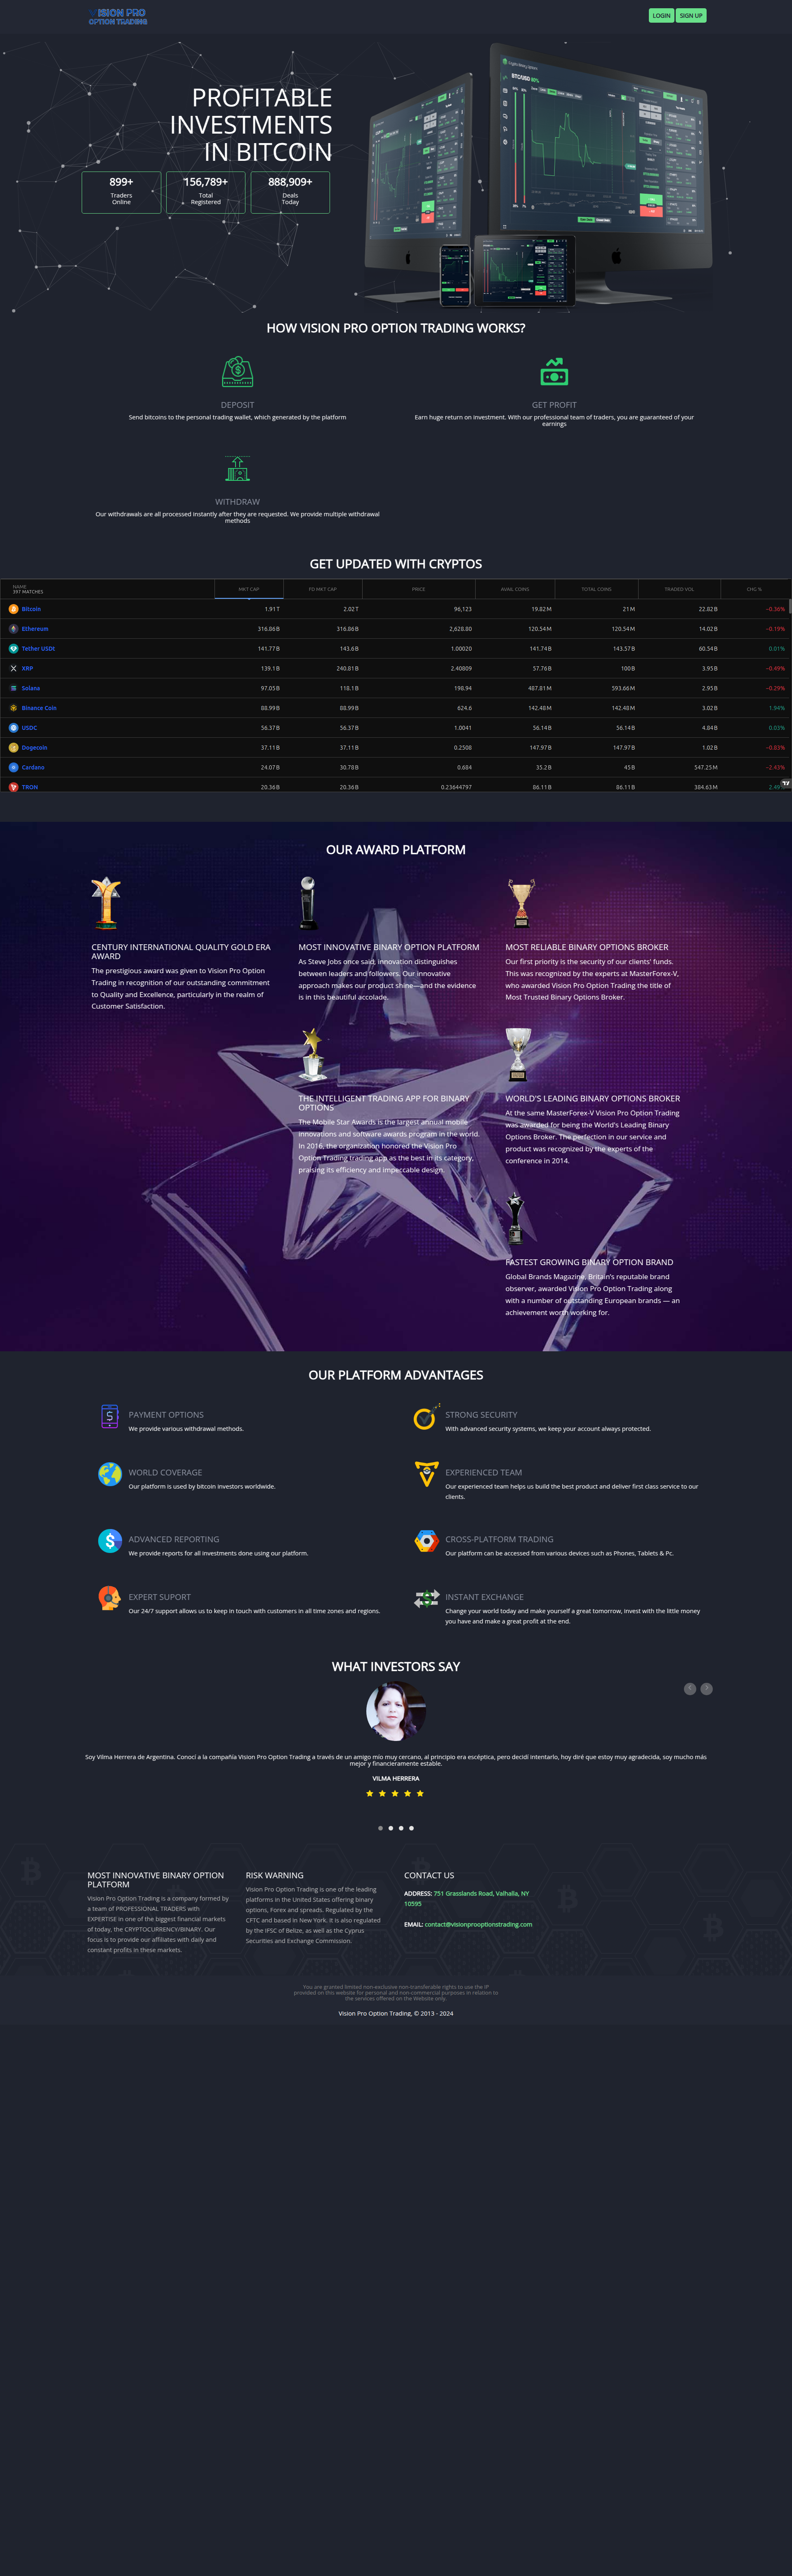 VISION PRO
OPTION TRADING
LOGIN
SIGN UP
PROFITABLE
INVESTMENTS
IN BITCOIN
899+
Traders
Online
156,789+
Total
Registered
888,909+
Deals
Today
BTC/USD 80%
HOW VISION PRO OPTION TRADING WORKS?
DEPOSIT
Send bitcoins to the personal trading wallet, which generated by the platform
GET PROFIT
Earn huge return on investment. With our professional team of traders, you are guaranteed of your
earnings
WITHDRAW
Our withdrawals are all processed instantly after they are requested. We provide multiple withdrawal
methods
GET UPDATED WITH CRYPTOS
NAME
397 MATCHES
MKT CAP
FD MKT CAP
PRICE
AVAIL COINS
TOTAL COINS
TRADED VOL
CHG %
Bitcoin 1.91 T 2.02 T 96,123 19.82 M 21 M 22.82 B −0.36%
Ethereum 316.86 B 316.86 B 2,628.80 120.54 M 120.54 M 14.02 B −0.19%
Tether USDt 141.77 B 143.6 B 1.00020 141.74 B 143.57 B 60.54 B 0.01%
XRP 139.1 B 240.81 B 2.40809 57.76 B 100 B 3.95 B −0.49%
Solana 97.05 B 118.1 B 198.94 487.81 M 593.66 M 2.95 B −0.29%
Binance Coin 88.99 B 88.99 B 624.6 142.48 M 142.48 M 3.02 B 1.94%
USDC 56.37 B 56.37 B 1.0041 56.14 B 56.14 B 4.84 B 0.03%
Dogecoin 37.11 B 37.11 B 0.2508 147.97 B 147.97 B 1.02 B −0.83%
Cardano 24.07 B 30.78 B 0.684 35.2 B 45 B 547.25 M −2.43%
TRON 20.36 B 20.36 B 0.23644797 86.11 B 86.11 B 384.63 M 2.49%
OUR AWARD PLATFORM
CENTURY INTERNATIONAL QUALITY GOLD ERA
AWARD
The prestigious award was given to Vision Pro Option
Trading in recognition of our outstanding commitment
to Quality and Excellence, particularly in the realm of
Customer Satisfaction.
MOST INNOVATIVE BINARY OPTION PLATFORM
As Steve Jobs once said, innovation distinguishes
between leaders and followers. Our innovative
approach makes our product shine—and the evidence
is in this beautiful accolade.
MOST RELIABLE BINARY OPTIONS BROKER
Our first priority is the security of our clients' funds.
This was recognized by the experts at MasterForex-V,
who awarded Vision Pro Option Trading the title of
Most Trusted Binary Options Broker.
THE INTELLIGENT TRADING APP FOR BINARY
OPTIONS
The Mobile Star Awards is the largest annual mobile
innovations and software awards program in the world.
In 2016, the organization honored the Vision Pro
Option Trading trading app as the best in its category,
praising its efficiency and impeccable design.
WORLD'S LEADING BINARY OPTIONS BROKER
At the same MasterForex-V Vision Pro Option Trading
was awarded for being the World's Leading Binary
Options Broker. The perfection in our service and
product was recognized by the experts of the
conference in 2014.
FASTEST GROWING BINARY OPTION BRAND
Global Brands Magazine, Britain's reputable brand
observer, awarded Vision Pro Option Trading along
with a number of outstanding European brands — an
achievement worth working for.
OUR PLATFORM ADVANTAGES
PAYMENT OPTIONS
We provide various withdrawal methods.
STRONG SECURITY
With advanced security systems, we keep your account always protected.
WORLD COVERAGE
Our platform is used by bitcoin investors worldwide.
EXPERIENCED TEAM
Our experienced team helps us build the best product and deliver first class service to our
clients.
ADVANCED REPORTING
We provide reports for all investments done using our platform.
CROSS-PLATFORM TRADING
Our platform can be accessed from various devices such as Phones, Tablets & Pc.
EXPERT SUPORT
Our 24/7 support allows us to keep in touch with customers in all time zones and regions.
INSTANT EXCHANGE
Change your world today and make yourself a great tomorrow, invest with the little money
you have and make a great profit at the end.
WHAT INVESTORS SAY
Soy Vilma Herrera de Argentina. Conocí a la compañía Vision Pro Option Trading a través de un amigo mío muy cercano, al principio era escéptica, pero decidí intentarlo, hoy diré que estoy muy agradecida, soy mucho más
mejor y financieramente estable.
VILMA HERRERA
MOST INNOVATIVE BINARY OPTION
PLATFORM
Vision Pro Option Trading is a company formed by
a team of PROFESSIONAL TRADERS with
EXPERTISE in one of the biggest financial markets
of today, the CRYPTOCURRENCY/BINARY. Our
focus is to provide our affiliates with daily and
constant profits in these markets.
RISK WARNING
Vision Pro Option Trading is one of the leading
platforms in the United States offering binary
options, Forex and spreads. Regulated by the
CFTC and based in New York. It is also regulated
by the IFSC of Belize, as well as the Cyprus
Securities and Exchange Commission.
CONTACT US
ADDRESS: 751 Grasslands Road, Valhalla, NY
10595
EMAIL: contact@visionprooptionstrading.com
You are granted limited non-exclusive non-transferable rights to use the IP
provided on this website for personal and non-commercial purposes in relation to
the services offered on the Website only.
Vision Pro Option Trading, © 2013 - 2024